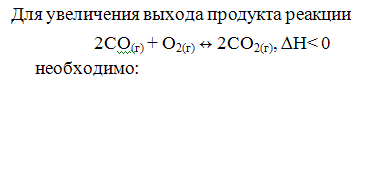 Для увеличения выхода продукта реакции
2CO(г) + O2(г) ↔ 2CO2(г), ΔH< 0
необходимо: